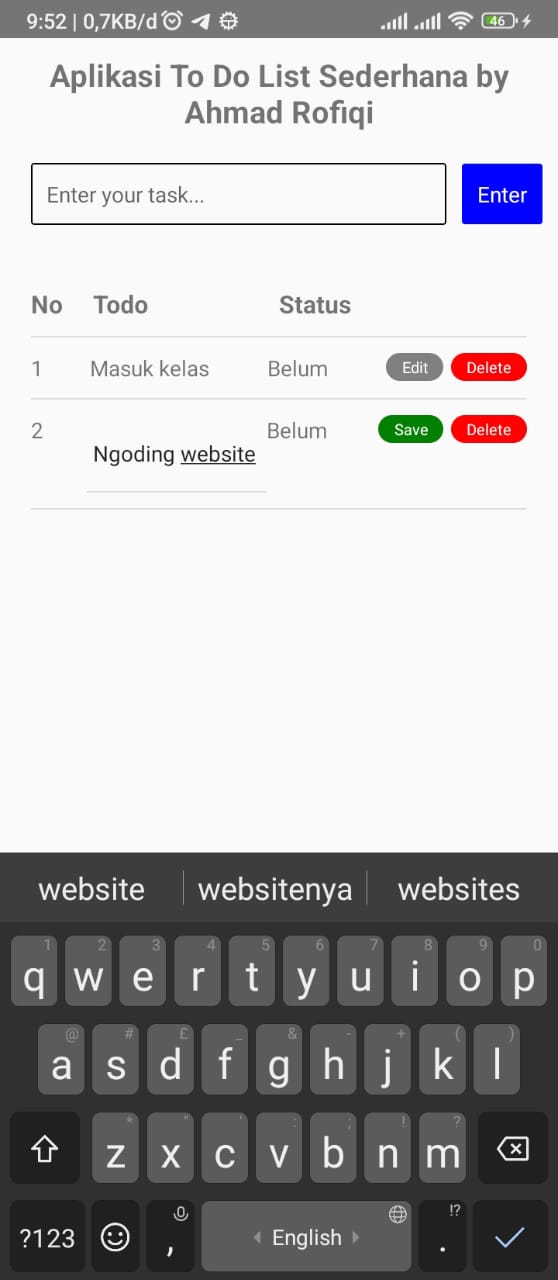 9:52 | 0,7KB/d 46
Aplikasi To Do List Sederhana by
Ahmad Rofiqi
Enter your task... Enter
No Todo Status
1 Masuk kelas Belum Edit Delete
2 Belum Save Delete
Ngoding website
website websitenya websites
1 2 3 4 5 6 7 8 9 0
q w e r t y u i o p
@ # £ _ & - + ( )
a s d f g h j k l
* " ' : ; ! ?
z x c v b n m
!?
?123 , English .